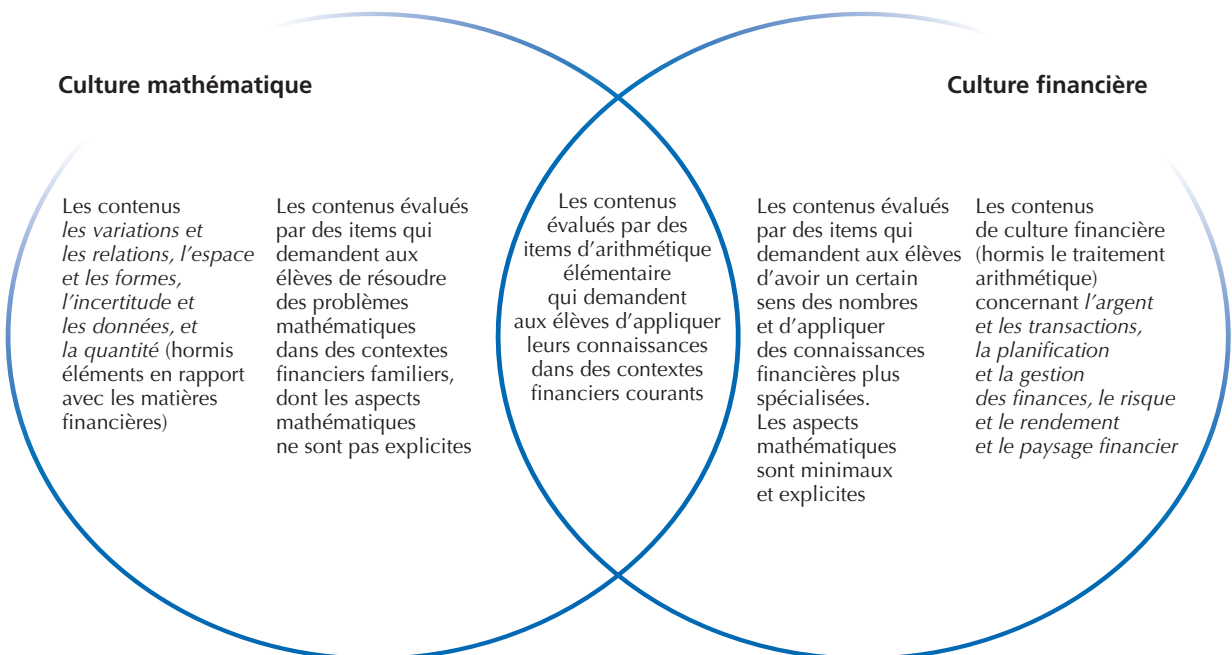 Culture mathématique
Culture financière
Les contenus
les variations et
les relations, l'espace
et les formes,
l'incertitude et
les données, et
la quantité (hormis
éléments en rapport
avec les matières
financières)
Les contenus évalués
par des items qui
demandent aux
élèves de résoudre
des problèmes
mathématiques
dans des contextes
financiers familiers,
dont les aspects
mathématiques
ne sont pas explicites
Les contenus
évalués par des
items d'arithmétique
élémentaire
qui demandent
aux élèves d'appliquer
leurs connaissances
dans des contextes
financiers courants
Les contenus évalués
par des items qui
demandent aux élèves
d'avoir un certain
sens des nombres
et d'appliquer
des connaissances
financières plus
spécialisées.
Les aspects
mathématiques
sont minimaux
et explicites
Les contenus
de culture financière
(hormis le traitement
arithmétique)
concernant l'argent
et les transactions,
la planification
et la gestion
des finances, le risque
et le rendement
et le paysage financier